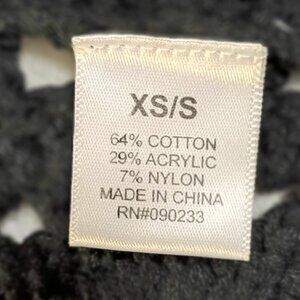 XS/S
64% COTTON
29% ACRYLIC
7% NYLON
MADE IN CHINA
RN#090233